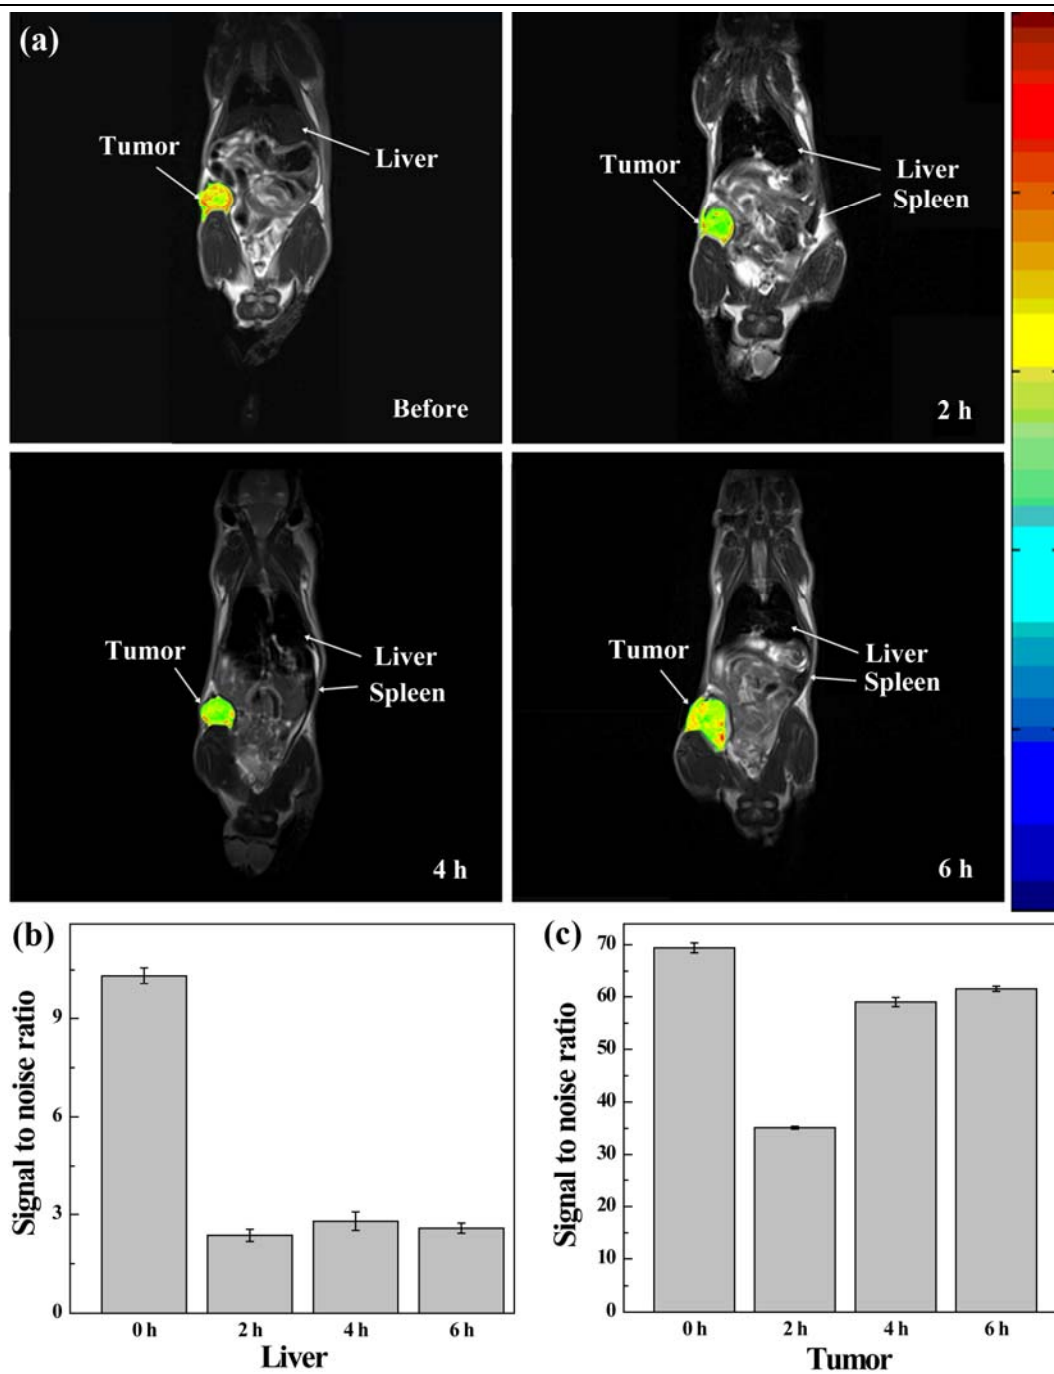 (a)
Tumor
Liver
Before
Tumor
Liver
Spleen
2 h
Tumor
Liver
Spleen
4 h
Tumor
Liver
Spleen
6 h
(b)
Signal to noise ratio
9
6
3
0
0 h 2 h 4 h 6 h
Liver
(c)
Signal to noise ratio
70
60
50
40
30
20
10
0
0 h 2 h 4 h 6 h
Tumor